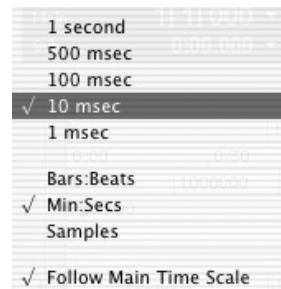 1 second
500 msec
100 msec
√ 10 msec
1 msec
Bars:Beats
√ Min:Secs
Samples
√ Follow Main Time Scale